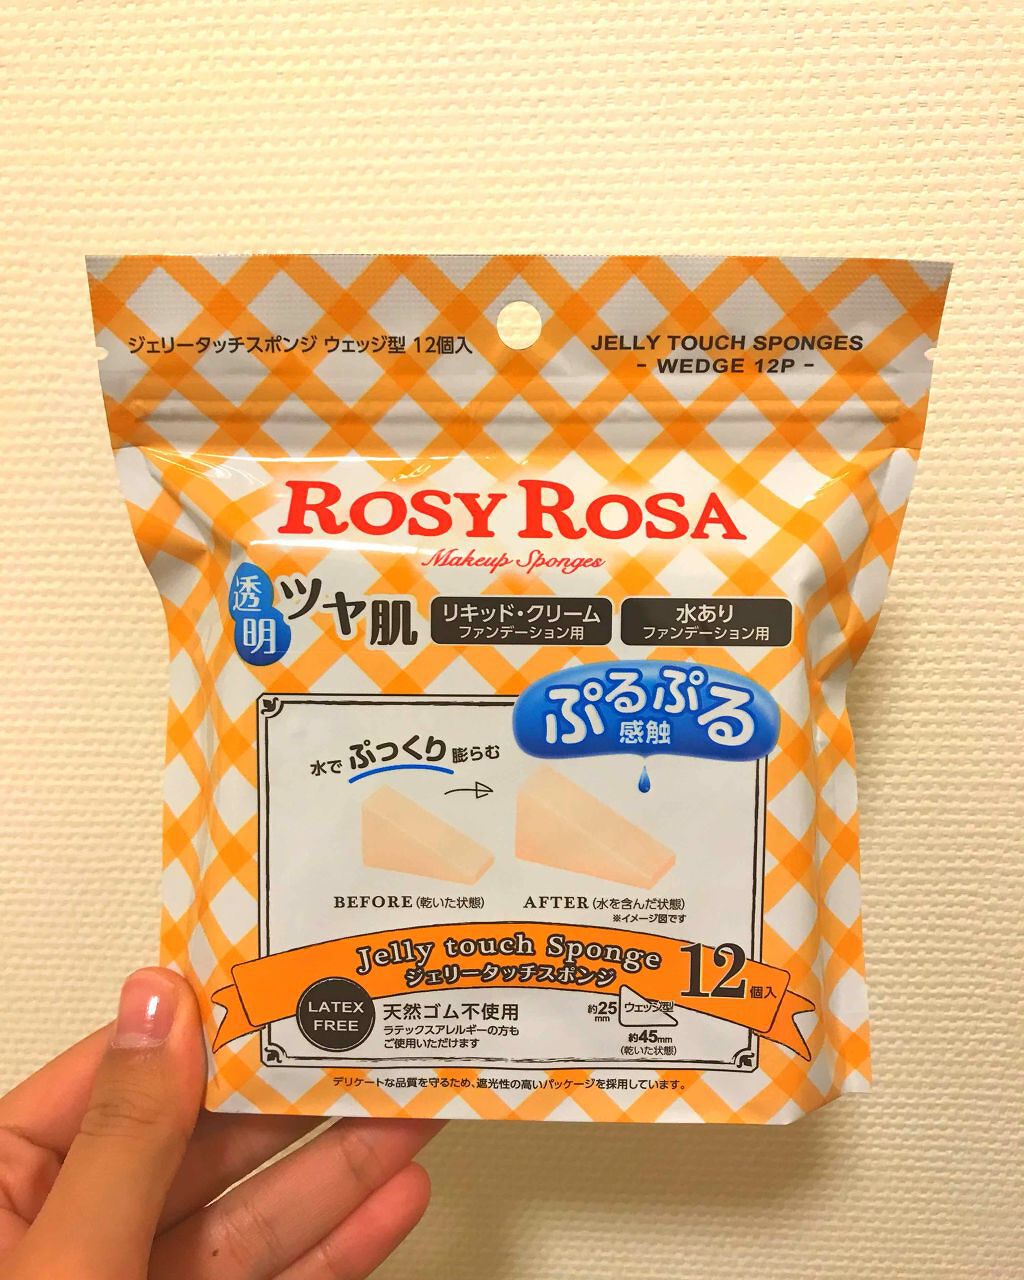 ジェリータッチスポンジ ウェッジ型 12個入
JELLY TOUCH SPONGES
- WEDGE 12P -
ROSY ROSA
Makeup Sponges
透明ツヤ肌
リキッド・クリーム
ファンデーション用
水あり
ファンデーション用
ぷるぷる
感触
水で ぷっくり 膨らむ
BEFORE (乾いた状態)
AFTER (水を含んだ状態)
※イメージ図です
Jelly touch Sponge
ジェリータッチスポンジ
12個入
LATEX
FREE
天然ゴム不使用
ラテックスアレルギーの方も
ご使用いただけます
約25
mm
ウェッジ型
約45mm
(乾いた状態)
デリケートな品質を守るため、遮光性の高いパッケージを採用しています。